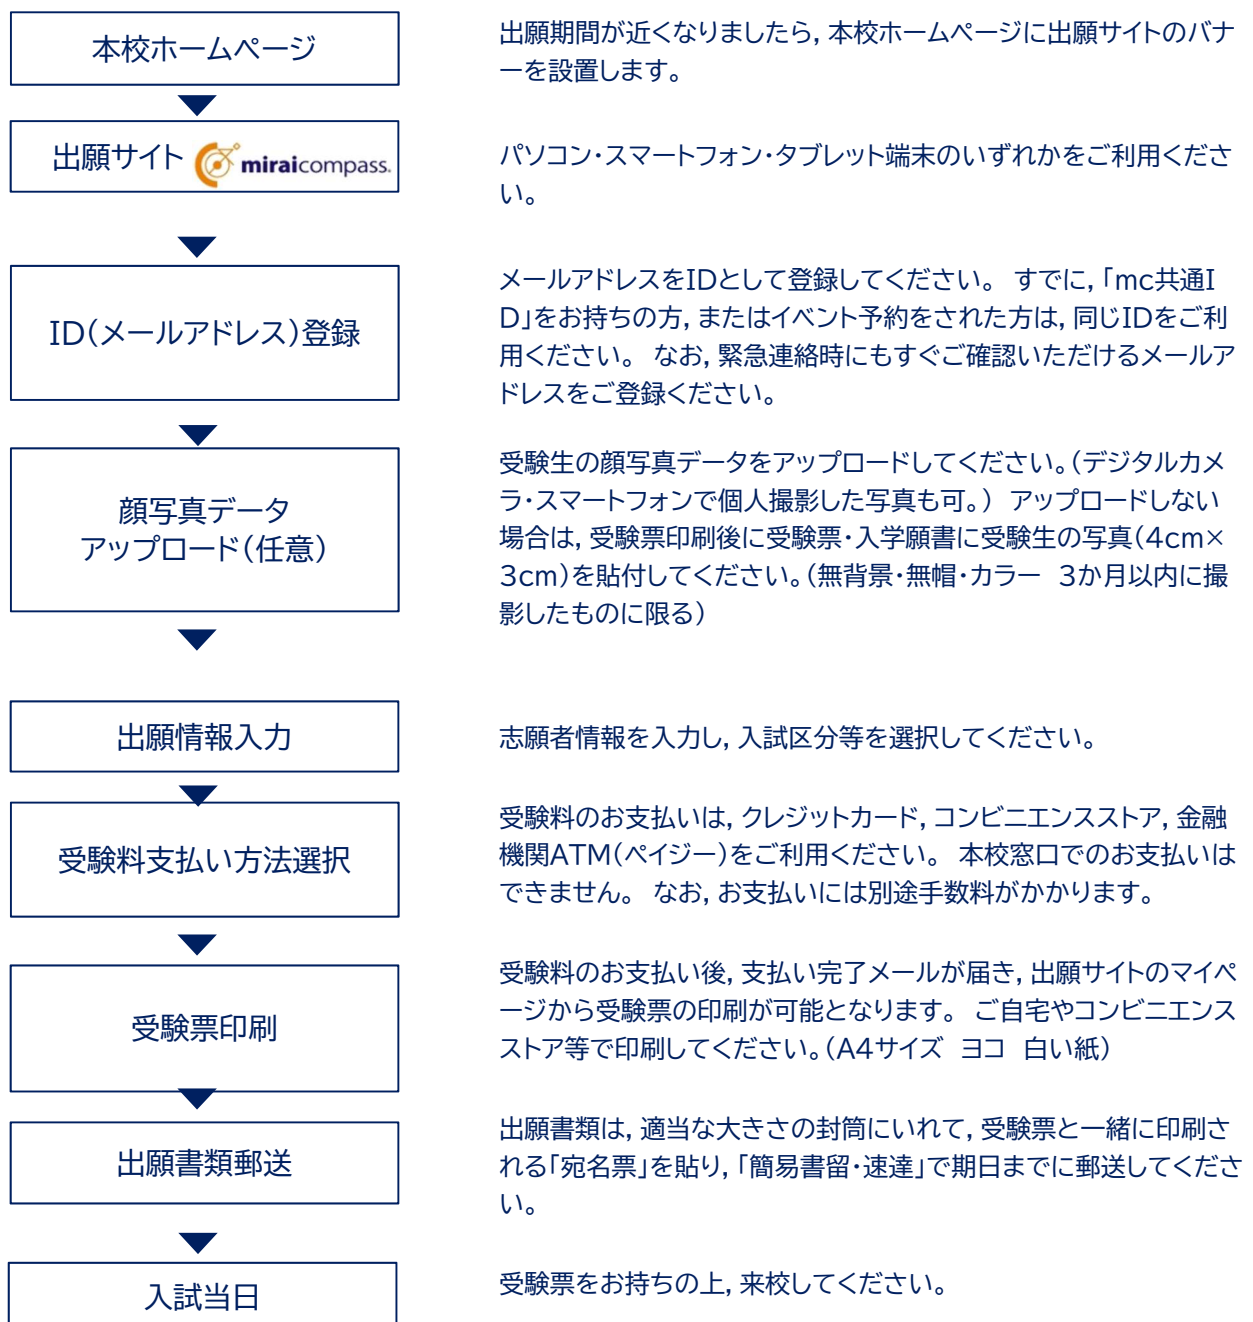 本校ホームページ
出願期間が近くなりましたら，本校ホームページに出願サイトのバナ
ーを設置します。
出願サイト miraicompass.
パソコン・スマートフォン・タブレット端末のいずれかをご利用くださ
い。
ID（メールアドレス）登録
メールアドレスをIDとして登録してください。 すでに，「mc共通I
D」をお持ちの方，またはイベント予約をされた方は，同じIDをご利
用ください。 なお，緊急連絡時にもすぐご確認いただけるメールア
ドレスをご登録ください。
顔写真データ
アップロード（任意）
受験生の顔写真データをアップロードしてください。（デジタルカメ
ラ・スマートフォンで個人撮影した写真も可。） アップロードしない
場合は，受験票印刷後に受験票・入学願書に受験生の写真（4cm×
3cm）を貼付してください。（無背景・無帽・カラー　3か月以内に撮
影したものに限る）
出願情報入力
志願者情報を入力し，入試区分等を選択してください。
受験料支払い方法選択
受験料のお支払いは，クレジットカード，コンビニエンスストア，金融
機関ATM（ペイジー）をご利用ください。 本校窓口でのお支払いは
できません。 なお，お支払いには別途手数料がかかります。
受験票印刷
受験料のお支払い後，支払い完了メールが届き，出願サイトのマイペ
ージから受験票の印刷が可能となります。 ご自宅やコンビニエンス
ストア等で印刷してください。（A4サイズ　ヨコ　白い紙）
出願書類郵送
出願書類は，適当な大きさの封筒にいれて，受験票と一緒に印刷さ
れる「宛名票」を貼り，「簡易書留・速達」で期日までに郵送してくださ
い。
入試当日
受験票をお持ちの上，来校してください。